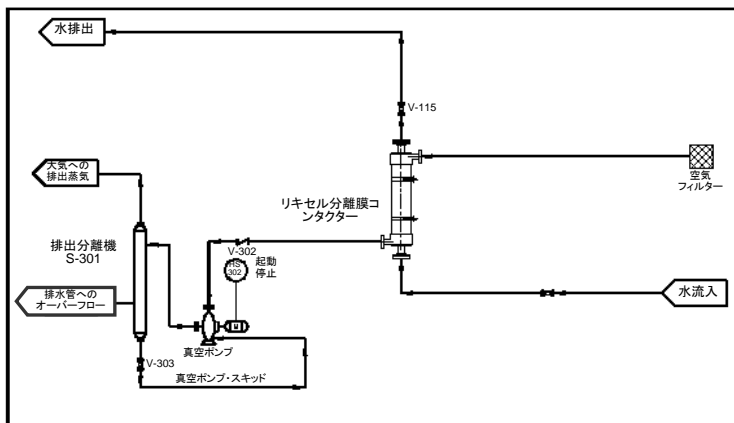 水排出
V-115
天気への
排出蒸気
空気
フィルター
リキセル分離膜コ
ンタクター
排出分離機
S-301
V-302
起動
停止
HS
302
排水管への
オーバーフロー
水流入
M
真空ポンプ
V-303
真空ポンプ・スキッド